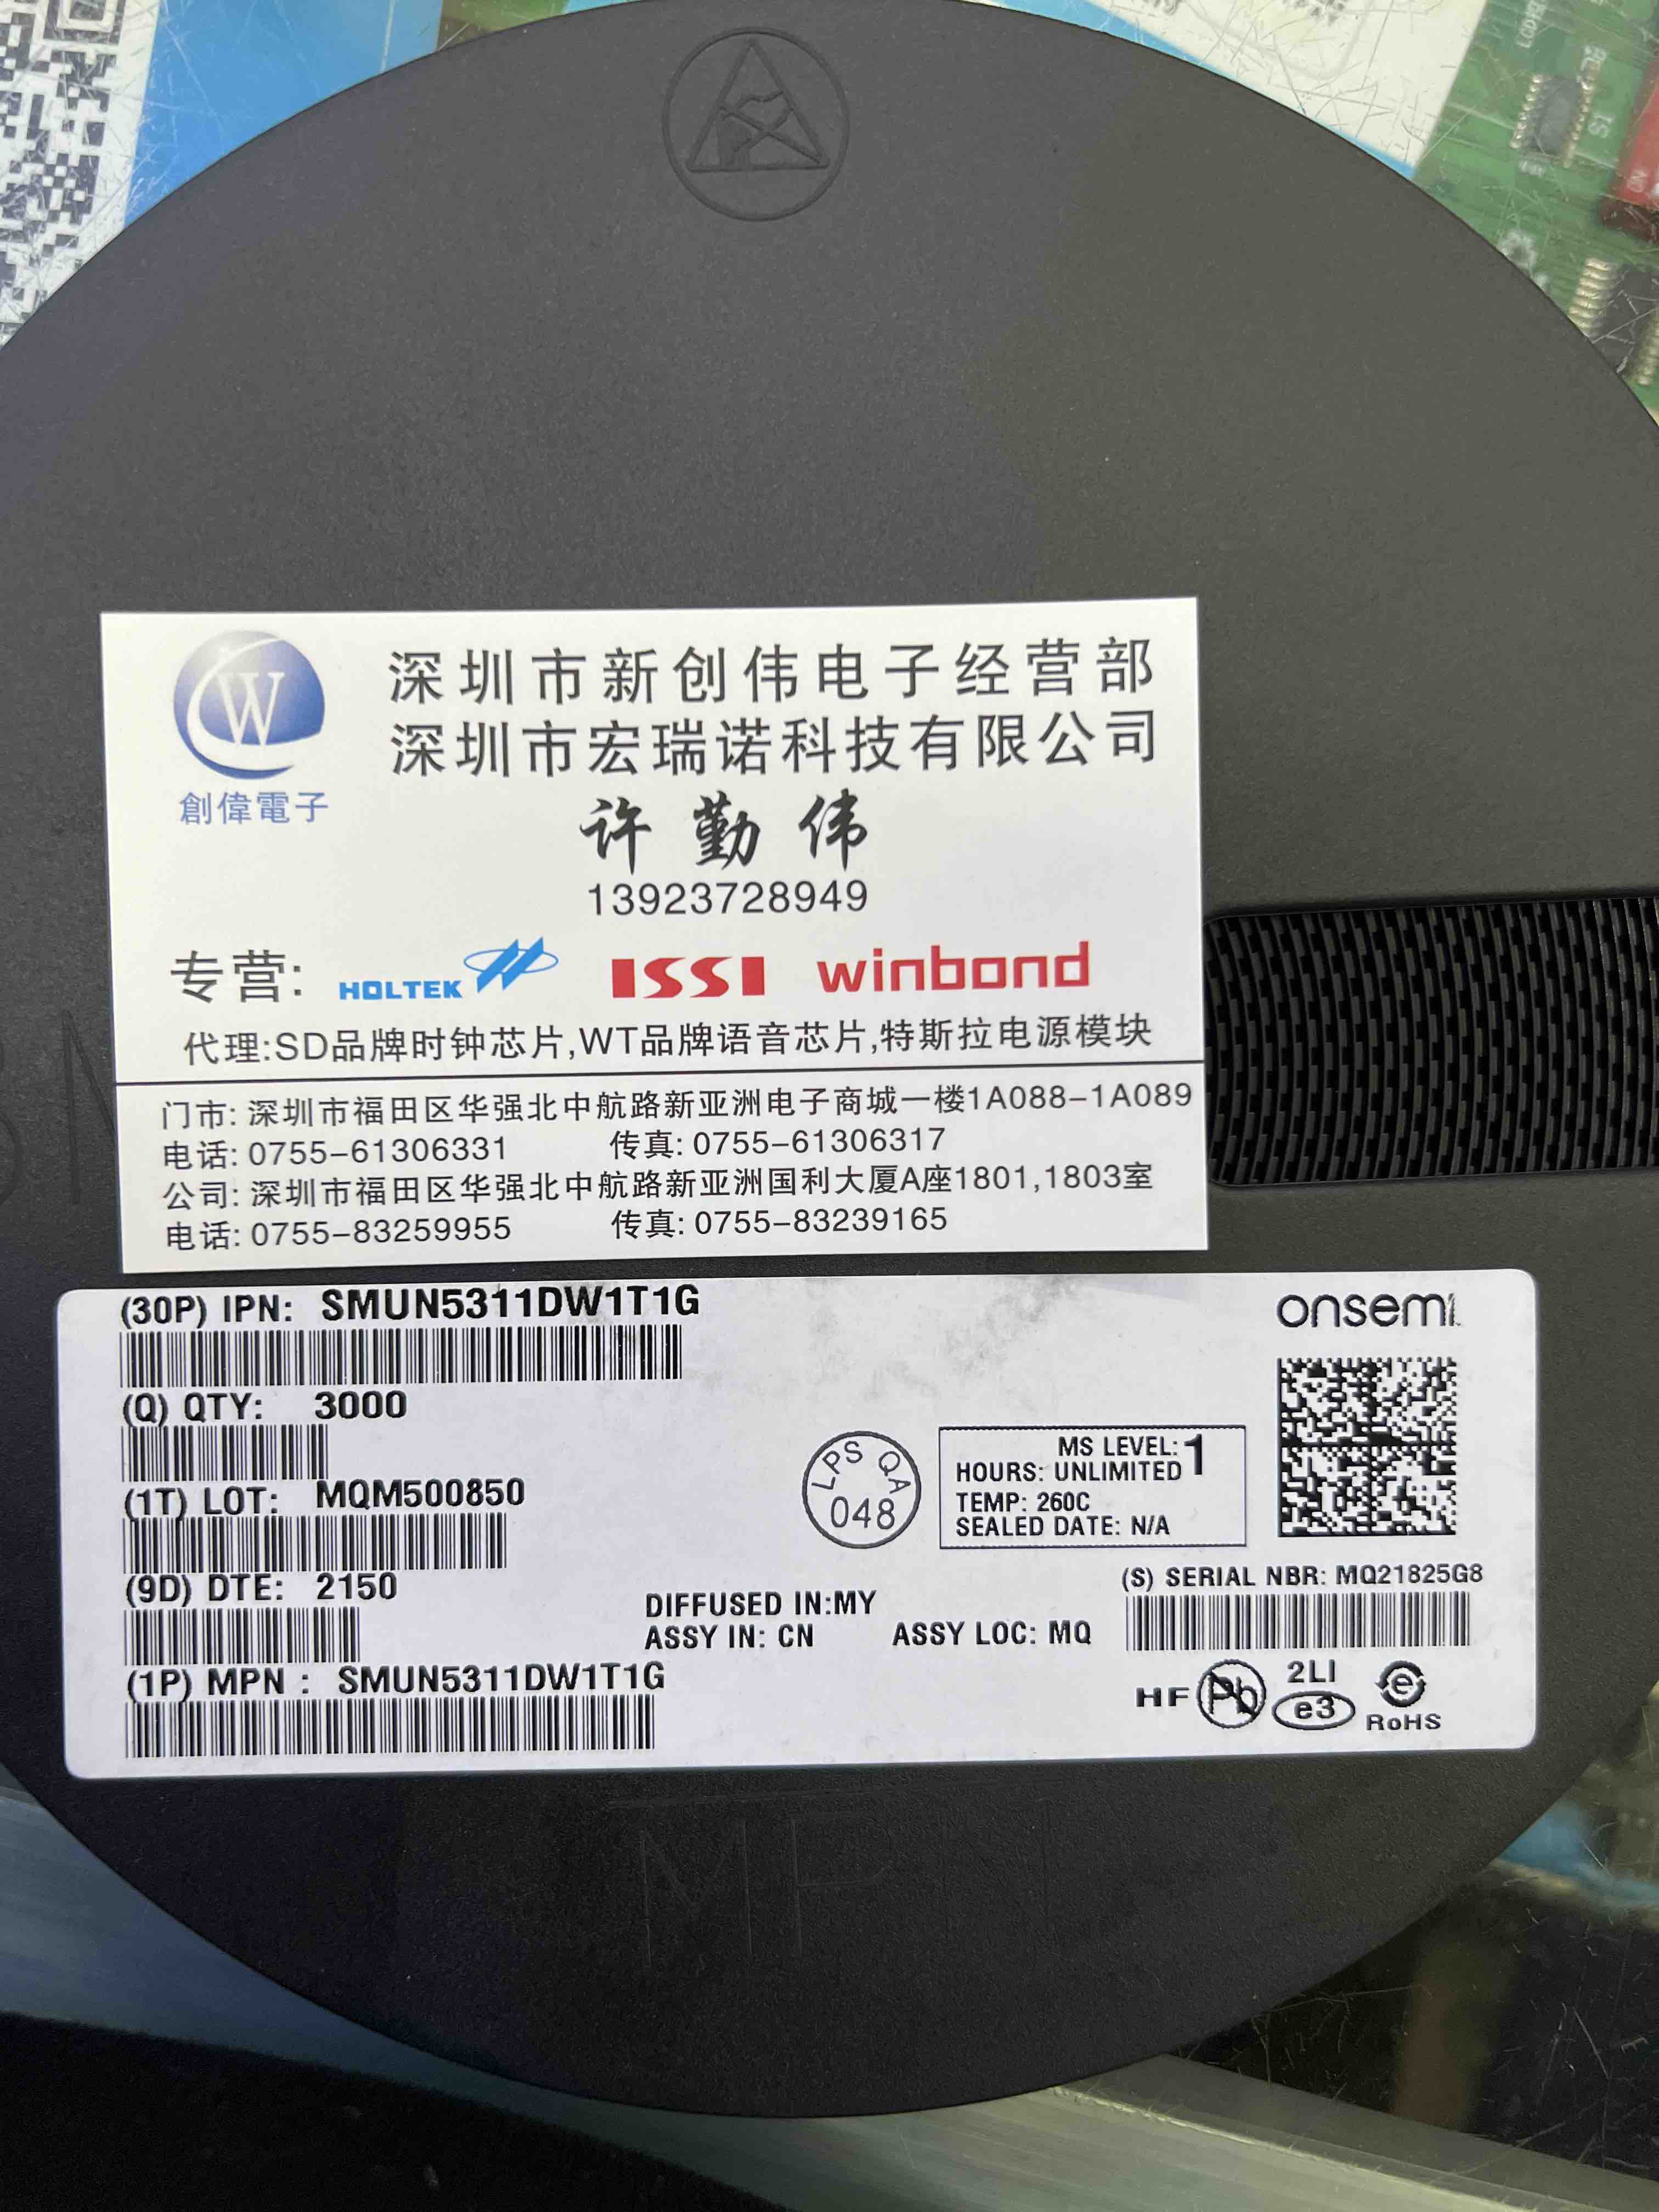 深圳市新创伟电子经营部
深圳市宏瑞诺科技有限公司
W
創偉電子
许勤伟
13923728949
专营: HOLTEK ISSI winbond
代理:SD品牌时钟芯片,WT品牌语音芯片,特斯拉电源模块
门市: 深圳市福田区华强北中航路新亚洲电子商城一楼1A088-1A089
电话: 0755-61306331 传真: 0755-61306317
公司: 深圳市福田区华强北中航路新亚洲国利大厦A座1801,1803室
电话: 0755-83259955 传真: 0755-83239165
(30P) IPN: SMUN5311DW1T1G
onsemi
(Q) QTY: 3000
(1T) LOT: MQM500850
LPS QA
048
MS LEVEL: 1
HOURS: UNLIMITED
TEMP: 260C
SEALED DATE: N/A
(9D) DTE: 2150
DIFFUSED IN:MY
ASSY IN: CN ASSY LOC: MQ
(S) SERIAL NBR: MQ21825G8
(1P) MPN : SMUN5311DW1T1G
HF Pb 2LI e3 e RoHS
S1